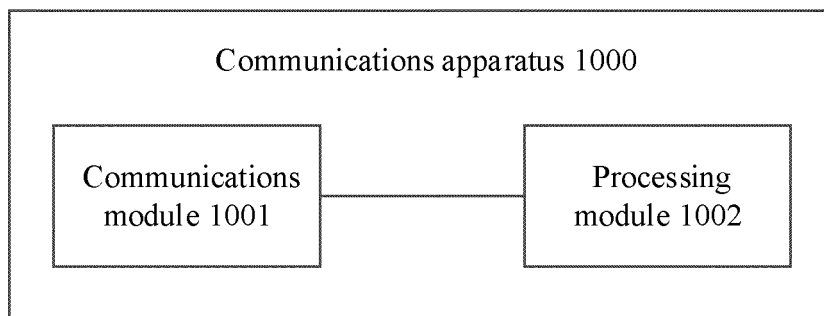 Communications apparatus 1000
Communications
module 1001
Processing
module 1002